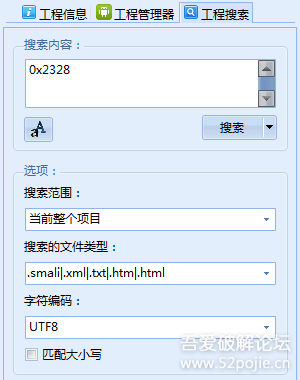 工程信息 工程管理器 工程搜索
搜索内容：
0x2328
aA
搜索
选项：
搜索范围：
当前整个项目
搜索的文件类型：
.smali|.xml|.txt|.htm|.html
字符编码：
UTF8
匹配大小写
吾爱破解论坛
www.52pojie.cn